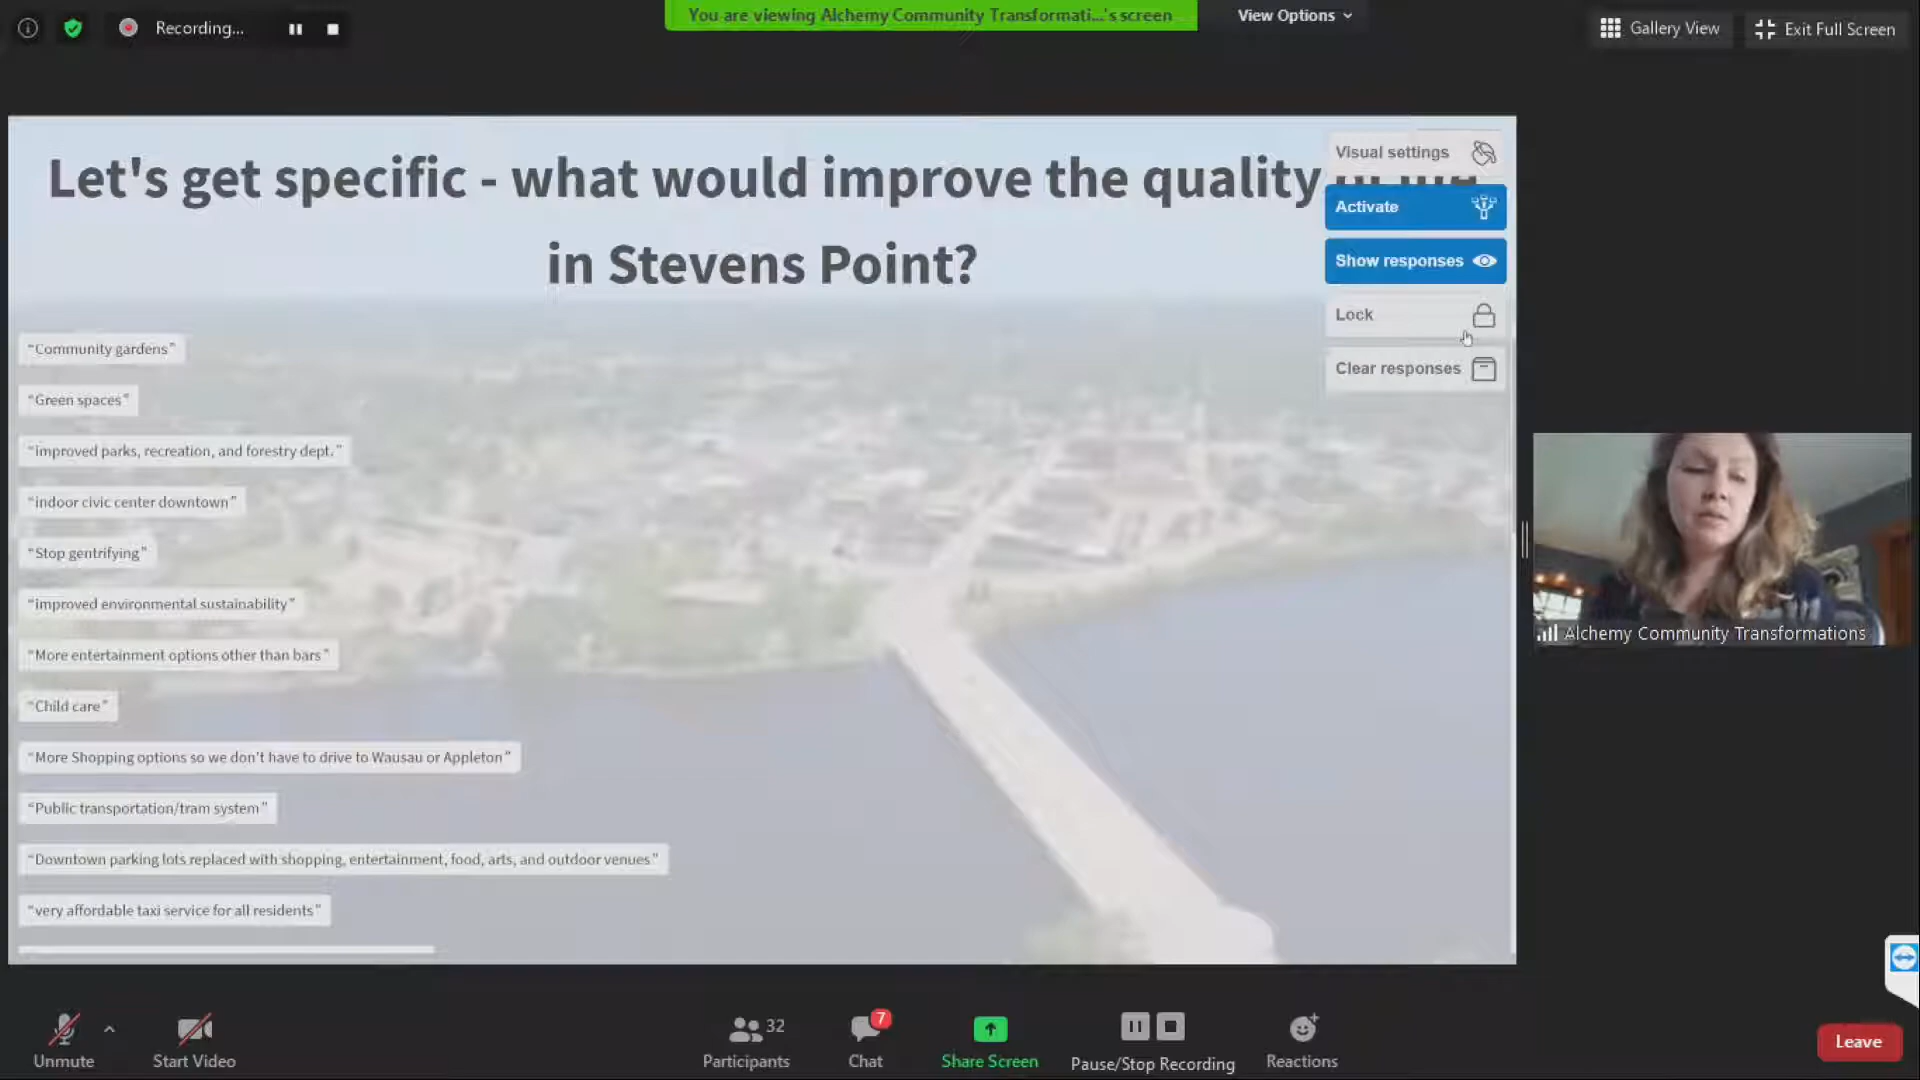 Recording...
You are viewing Alchemy Community Transformati...'s screen
View Options
Gallery View
Exit Full Screen
Let's get specific - what would improve the quality
in Stevens Point?
Visual settings
Activate
Show responses
Lock
Clear responses
"Community gardens"
"Green spaces"
"improved parks, recreation, and forestry dept."
"indoor civic center downtown"
"Stop gentrifying"
"improved environmental sustainability"
"More entertainment options other than bars"
"Child care"
"More Shopping options so we don't have to drive to Wausau or Appleton"
"Public transportation/tram system"
"Downtown parking lots replaced with shopping, entertainment, food, arts, and outdoor venues"
"very affordable taxi service for all residents"
Alchemy Community Transformations
Unmute
Start Video
32
Participants
7
Chat
Share Screen
Pause/Stop Recording
Reactions
Leave